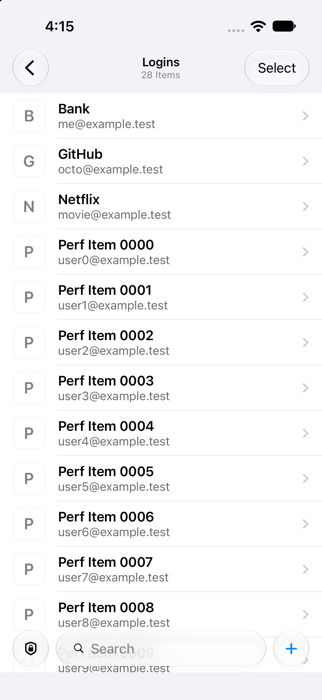 4:15
Logins
28 Items
Select
B
Bank
me@example.test
G
GitHub
octo@example.test
N
Netflix
movie@example.test
P
Perf Item 0000
user0@example.test
P
Perf Item 0001
user1@example.test
P
Perf Item 0002
user2@example.test
P
Perf Item 0003
user3@example.test
P
Perf Item 0004
user4@example.test
P
Perf Item 0005
user5@example.test
P
Perf Item 0006
user6@example.test
P
Perf Item 0007
user7@example.test
P
Perf Item 0008
user8@example.test
Search
user9@example.test